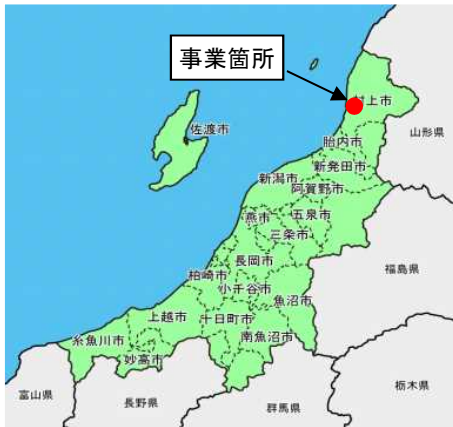 事業箇所
村上市
佐渡市
山形県
胎内市
新発田市
新潟市
阿賀野市
燕市
五泉市
三条市
長岡市
福島県
柏崎市
小千谷市
魚沼市
上越市
十日町市
糸魚川市
南魚沼市
妙高市
富山県
長野県
群馬県
栃木県